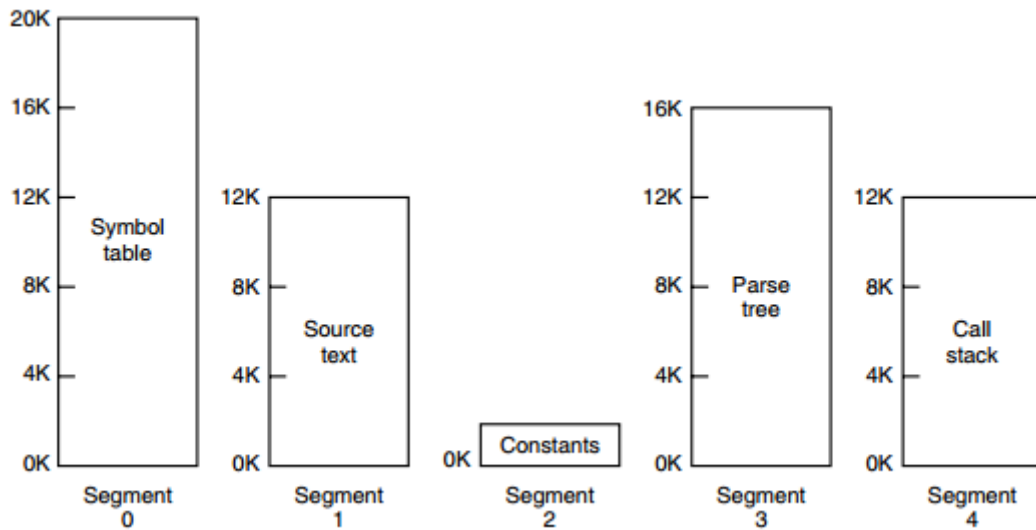 20K
16K
12K
8K
4K
0K
Symbol
table
Segment
0
12K
8K
4K
0K
Source
text
Segment
1
0K
Constants
Segment
2
16K
12K
8K
4K
0K
Parse
tree
Segment
3
12K
8K
4K
0K
Call
stack
Segment
4